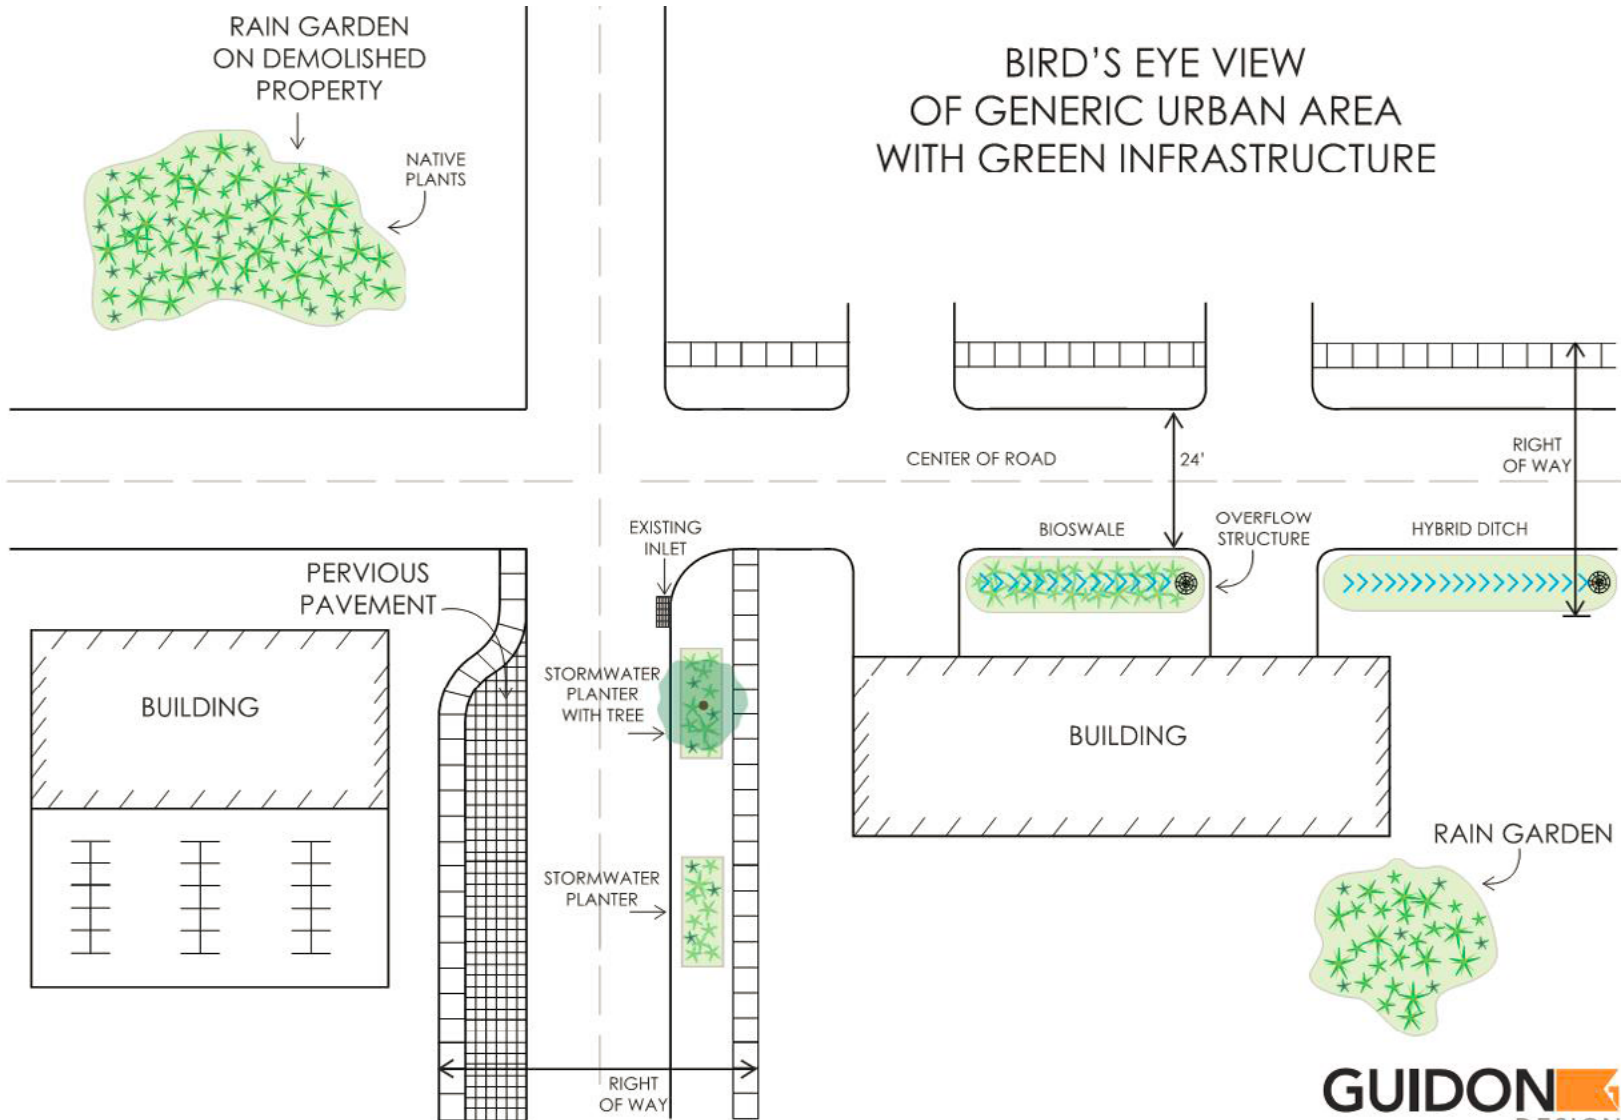 RAIN GARDEN
ON DEMOLISHED
PROPERTY
NATIVE
PLANTS
BIRD'S EYE VIEW
OF GENERIC URBAN AREA
WITH GREEN INFRASTRUCTURE
CENTER OF ROAD
24'
RIGHT
OF WAY
EXISTING
INLET
BIOSWALE
OVERFLOW
STRUCTURE
HYBRID DITCH
PERVIOUS
PAVEMENT
BUILDING
STORMWATER
PLANTER
WITH TREE
BUILDING
STORMWATER
PLANTER
RAIN GARDEN
RIGHT
OF WAY
GUIDON
DESIGN